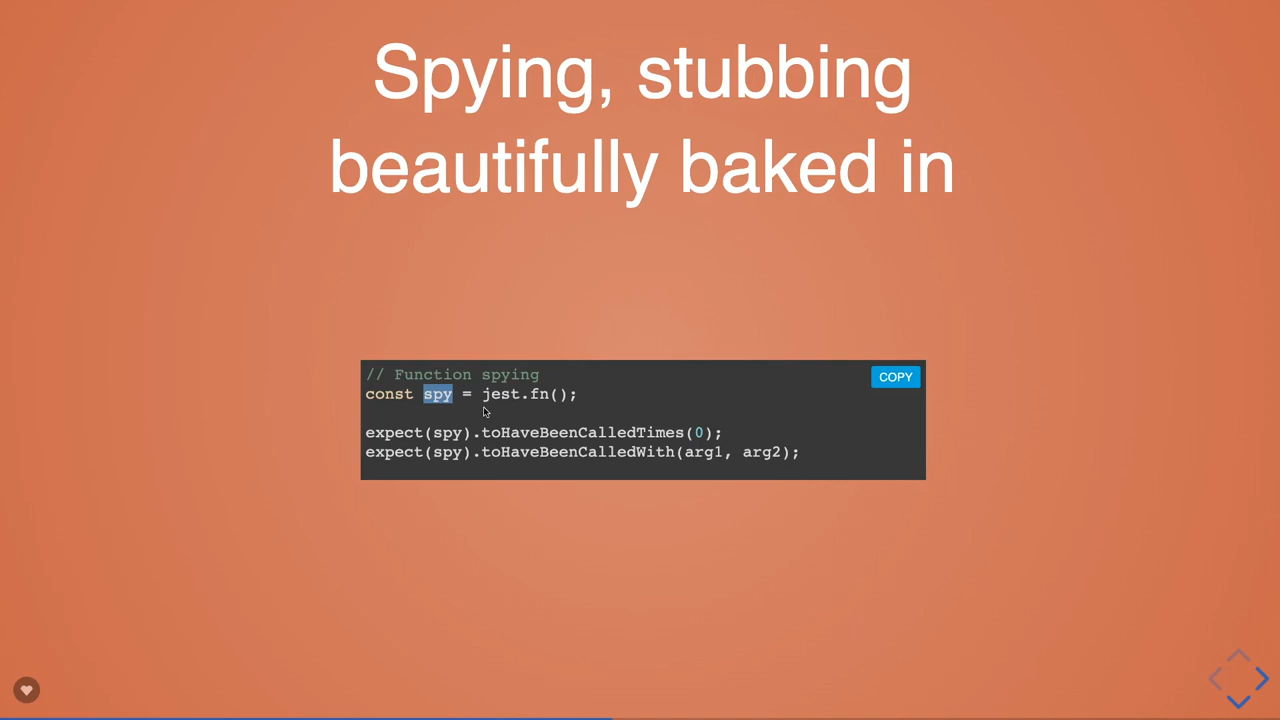 Spying, stubbing
beautifully baked in
// Function spying
COPY
const spy = jest.fn();
expect(spy).toHaveBeenCalledTimes(0);
expect(spy).toHaveBeenCalledWith(arg1, arg2);